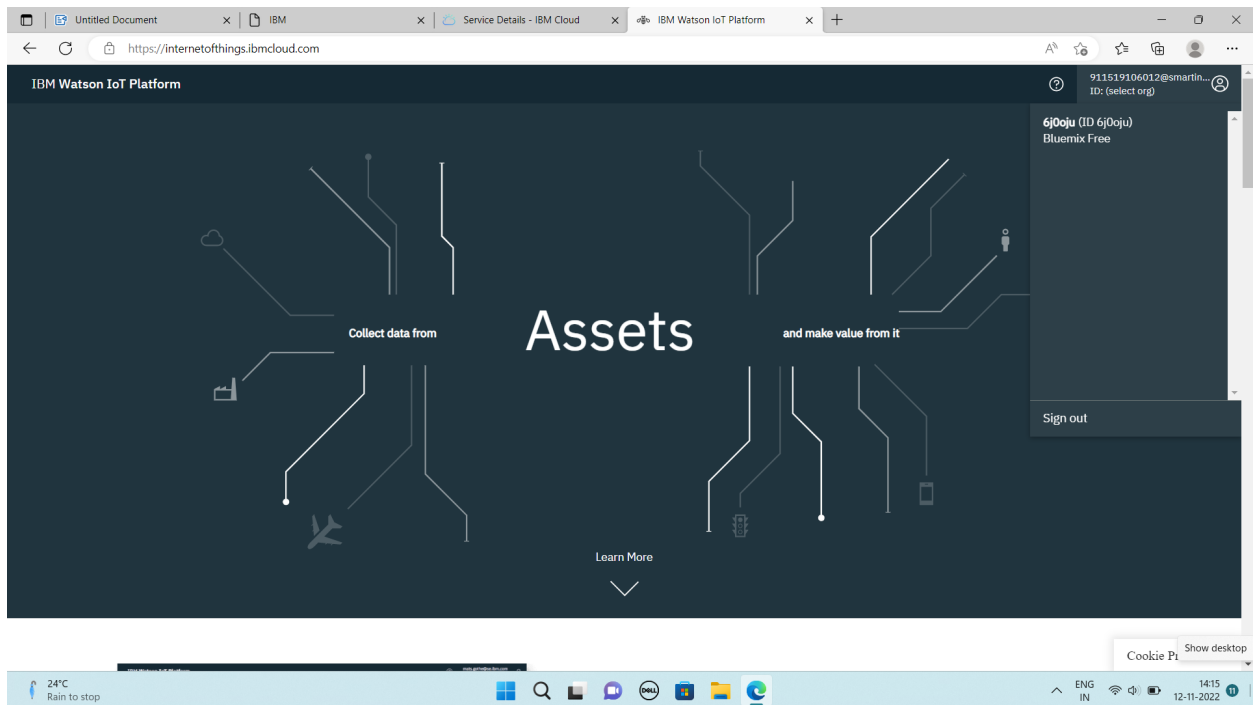 Untitled Document
IBM
Service Details - IBM Cloud
IBM Watson IoT Platform
https://internetofthings.ibmcloud.com
IBM Watson IoT Platform
911519106012@smartin...
ID: (select org)
6j0oju (ID 6j0oju)
Bluemix Free
Collect data from
Assets
and make value from it
Sign out
Learn More
Cookie Pr
Show desktop
24°C
Rain to stop
DELL
ENG
IN
14:15
12-11-2022
11